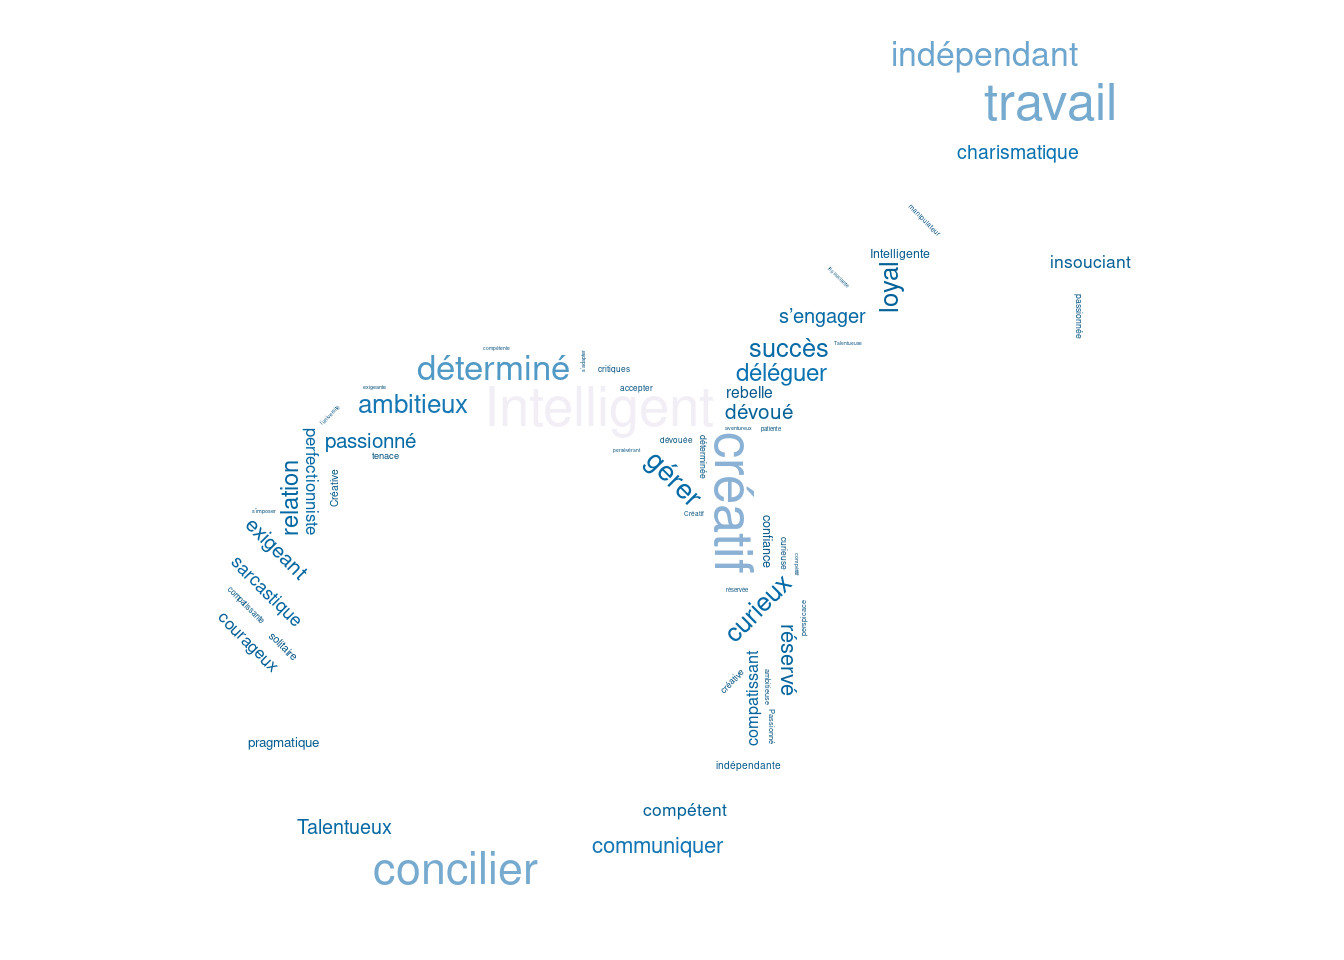 indépendant
travail
charismatique
manipulateur
Intelligente
insouciant
loyal
passionnée
s'engager
succès
Talentueuse
compétente
déterminé
s'adapter
critiques
déléguer
exigeante
accepter
rebelle
ambitieux
Intelligent
dévoué
aventureux
patiente
perfectionniste
passionné
dévouée
déterminée
créatif
tenace
gérer
relation
Créative
s'imposer
Créatif
exigeant
confiance
curieuse
sarcastique
compatissante
réservée
curieux
perspicace
courageux
solitaire
réservé
compatissant
créative
ambitieuse
Passionné
pragmatique
indépendante
compétent
Talentueux
communiquer
concilier